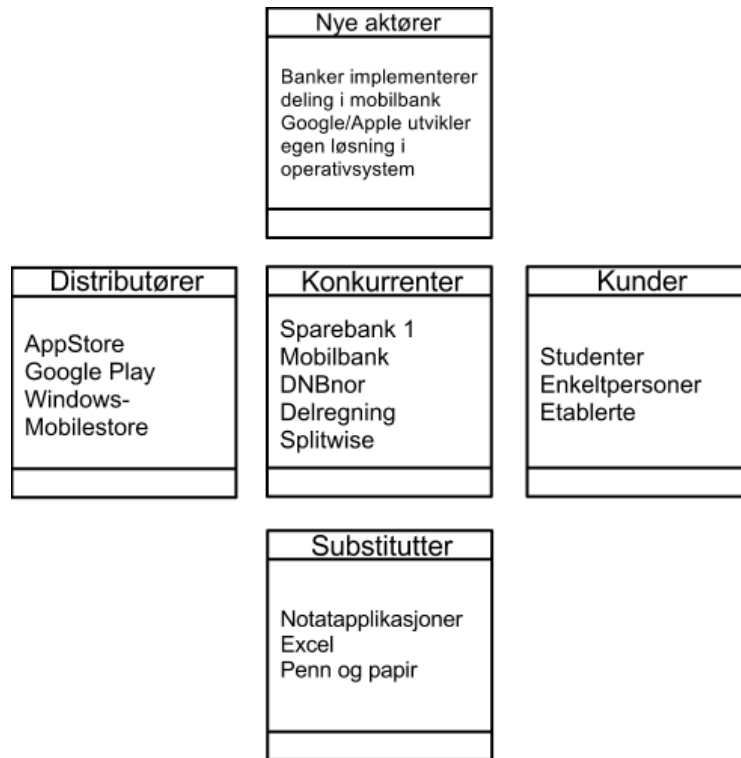 Nye aktører
Banker implementerer
deling i mobilbank
Google/Apple utvikler
egen løsning i
operativsystem
Distributører
AppStore
Google Play
Windows-
Mobilestore
Konkurrenter
Sparebank 1
Mobilbank
DNBnor
Delregning
Splitwise
Kunder
Studenter
Enkeltpersoner
Etablerte
Substitutter
Notatapplikasjoner
Excel
Penn og papir